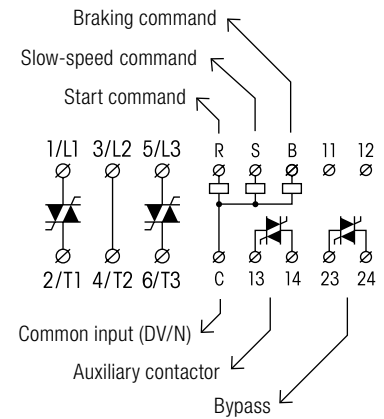 Braking command
Slow-speed command
Start command
1/L1 3/L2 5/L3 R S B 11 12
2/T1 4/T2 6/T3 C 13 14 23 24
Common input (DV/N)
Auxiliary contactor
Bypass